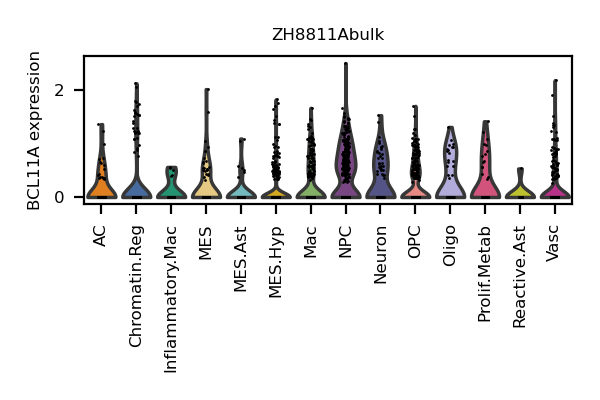 ZH8811Abulk
BCL11A expression
2
0
AC
Chromatin.Reg
Inflammatory.Mac
MES
MES.Ast
MES.Hyp
Mac
NPC
Neuron
OPC
Oligo
Prolif.Metab
Reactive.Ast
Vasc